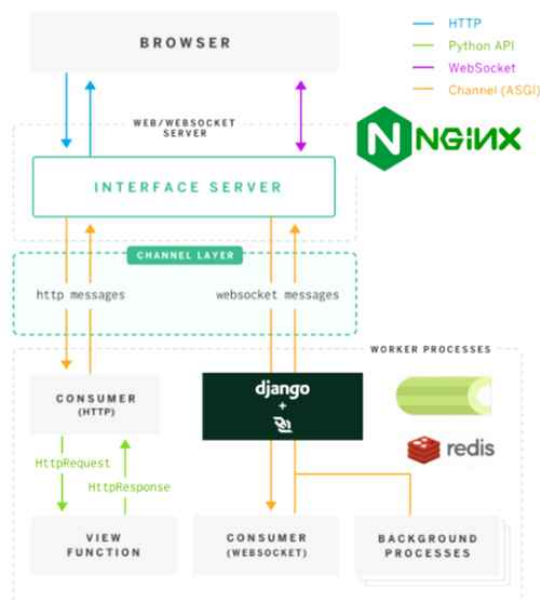 BROWSER
HTTP
Python API
WebSocket
Channel (ASGI)
WEB/WEBSOCKET
SERVER
N NGiNX
INTERFACE SERVER
CHANNEL LAYER
http messages
websocket messages
WORKER PROCESSES
CONSUMER
(HTTP)
django
+
redis
HttpRequest
HttpResponse
VIEW
FUNCTION
CONSUMER
(WEBSOCKET)
BACKGROUND
PROCESSES